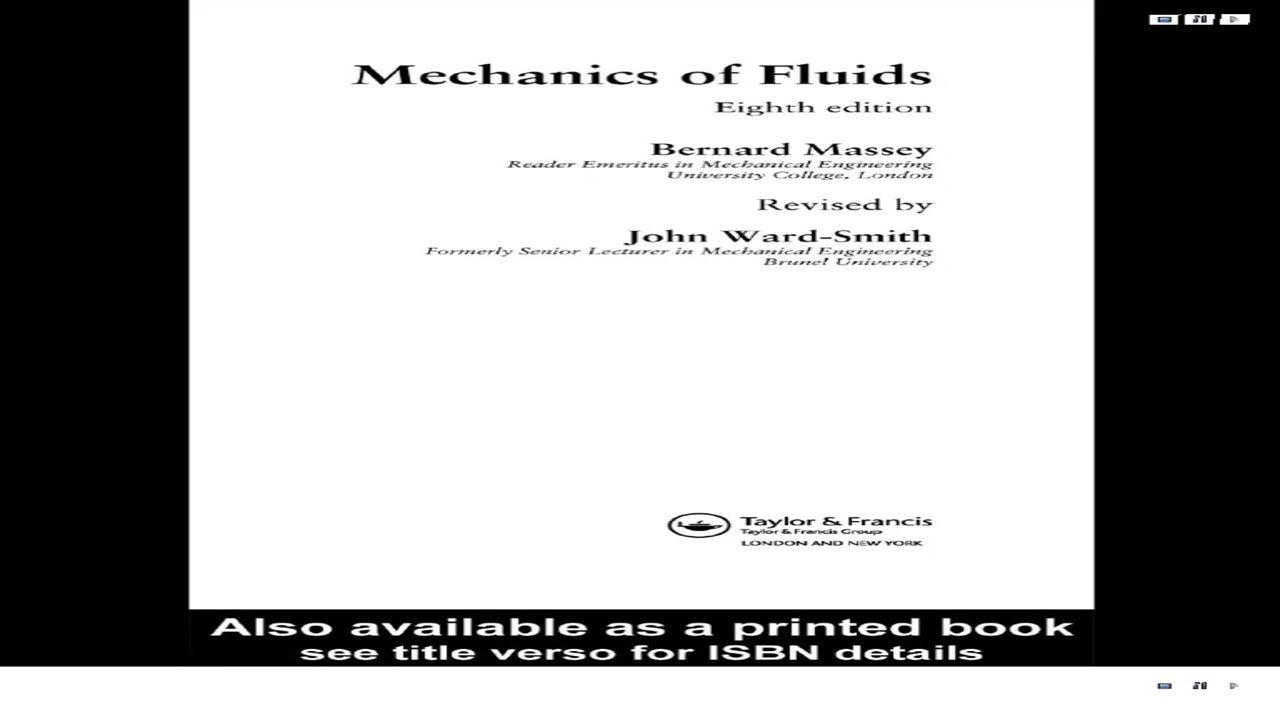 Mechanics of Fluids
Eighth edition
Bernard Massey
Reader Emeritus in Mechanical Engineering
University College, London
Revised by
John Ward-Smith
Formerly Senior Lecturer in Mechanical Engineering
Brunel University
Taylor & Francis
Taylor & Francis Group
LONDON AND NEW YORK
Also available as a printed book
see title verso for ISBN details